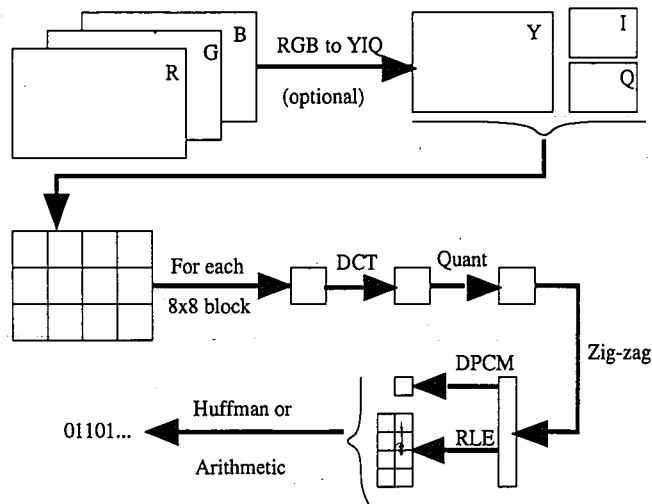 R
G
B
RGB to YIQ
(optional)
Y
I
Q
For each
8x8 block
DCT
Quant
Zig-zag
DPCM
RLE
Huffman or
Arithmetic
01101...